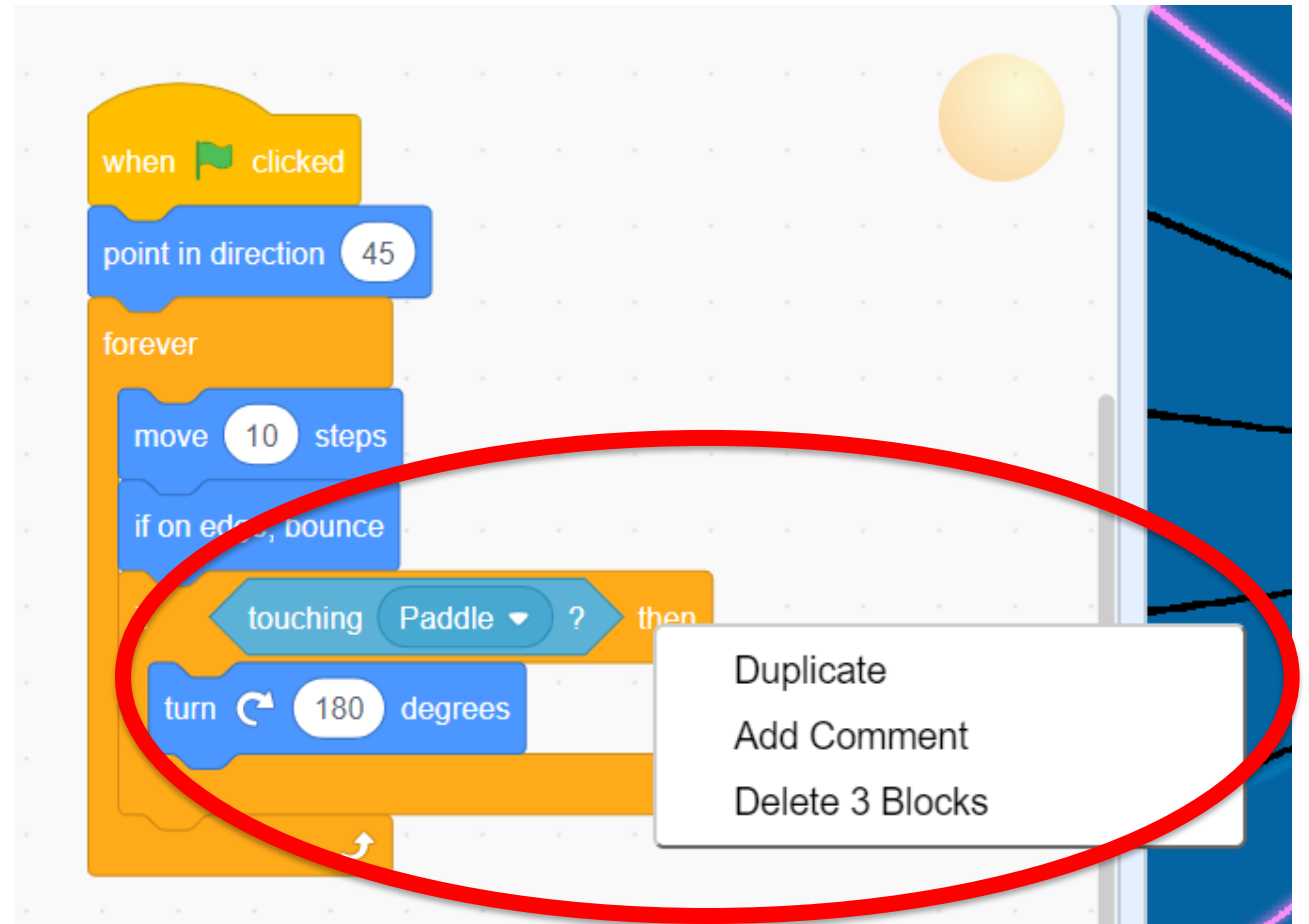 when clicked
point in direction 45
forever
move 10 steps
if on edge, bounce
touching Paddle ? then
turn 180 degrees
Duplicate
Add Comment
Delete 3 Blocks